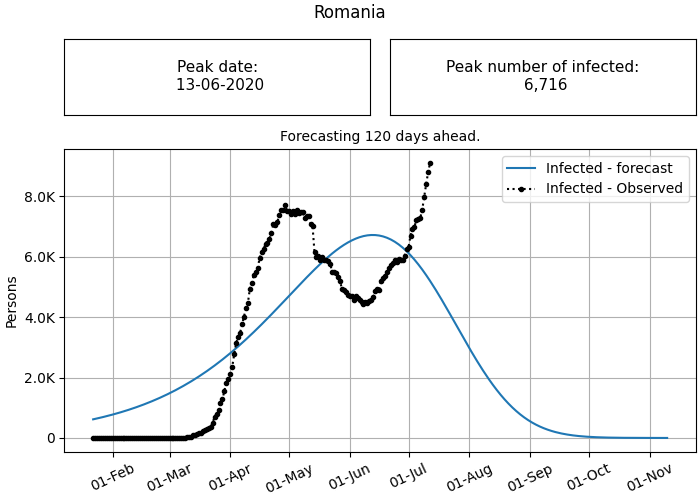 Romania
Peak date:
13-06-2020
Peak number of infected:
6,716
Forecasting 120 days ahead.
Infected - forecast
Infected - Observed
8.0K
6.0K
4.0K
2.0K
0
Persons
01-Feb
01-Mar
01-Apr
01-May
01-Jun
01-Jul
01-Aug
01-Sep
01-Oct
01-Nov